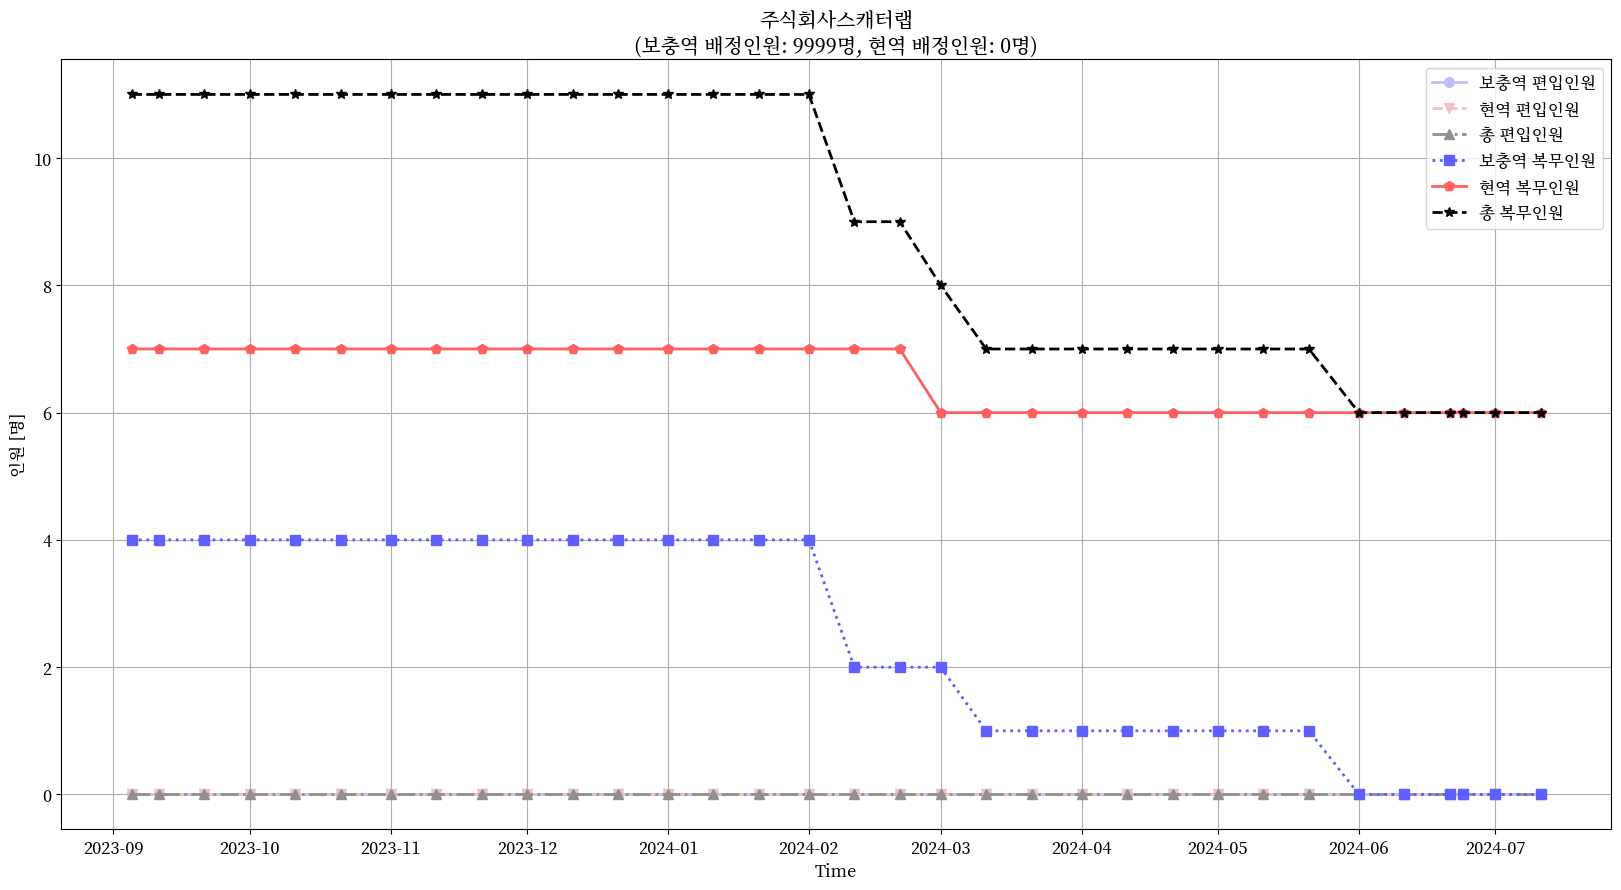 주식회사스캐터랩
(보충역 배정인원: 9999명, 현역 배정인원: 0명)
보충역 편입인원
현역 편입인원
총 편입인원
보충역 복무인원
현역 복무인원
총 복무인원
인원 [명]
10
8
6
4
2
0
2023-09
2023-10
2023-11
2023-12
2024-01
2024-02
2024-03
2024-04
2024-05
2024-06
2024-07
Time